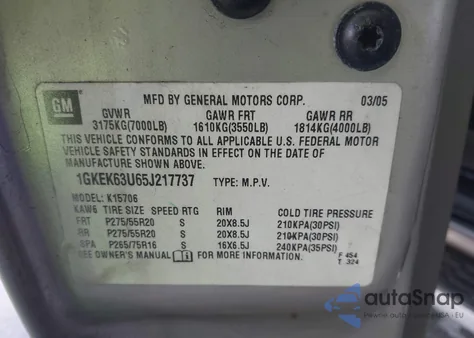 GM
MFD BY GENERAL MOTORS CORP. 03/05
GVWR GAWR FRT GAWR RR
3175KG(7000LB) 1610KG(3550LB) 1814KG(4000LB)
THIS VEHICLE CONFORMS TO ALL APPLICABLE U.S. FEDERAL MOTOR
VEHICLE SAFETY STANDARDS IN EFFECT ON THE DATE OF
MANUFACTURE SHOWN ABOVE.
1GKEK63U65J217737 TYPE: M.P.V.
MODEL: K15706
KAW6 TIRE SIZE SPEED RTG RIM COLD TIRE PRESSURE
FRT P275/55R20 S 20X8.5J 210KPA(30PSI)
RR P275/55R20 S 20X8.5J 210KPA(30PSI)
SPA P265/75R16 S 16X6.5J 240KPA(35PSI)
SEE OWNER'S MANUAL FOR MORE INFORMATION.
F 454
T 324
autoSnap